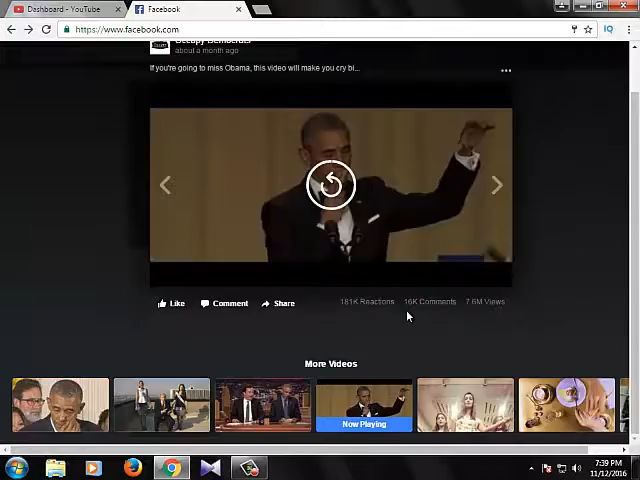 Dashboard - YouTube
Facebook
https://www.facebook.com
Occupy Democrats
about a month ago
If you're going to miss Obama, this video will make you cry bi...
Like
Comment
Share
181K Reactions
16K Comments
7.6M Views
More Videos
Now Playing
7:39 PM
11/12/2016